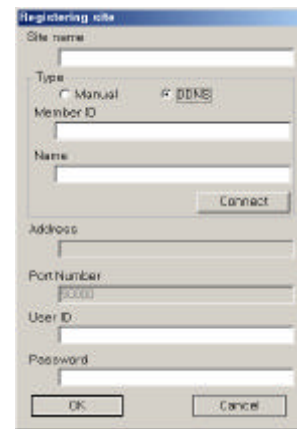 Registering site
Site name
Type
Manual DDNS
Member ID
Name
Connect
Address
Port Number
50000
User ID
Password
OK Cancel